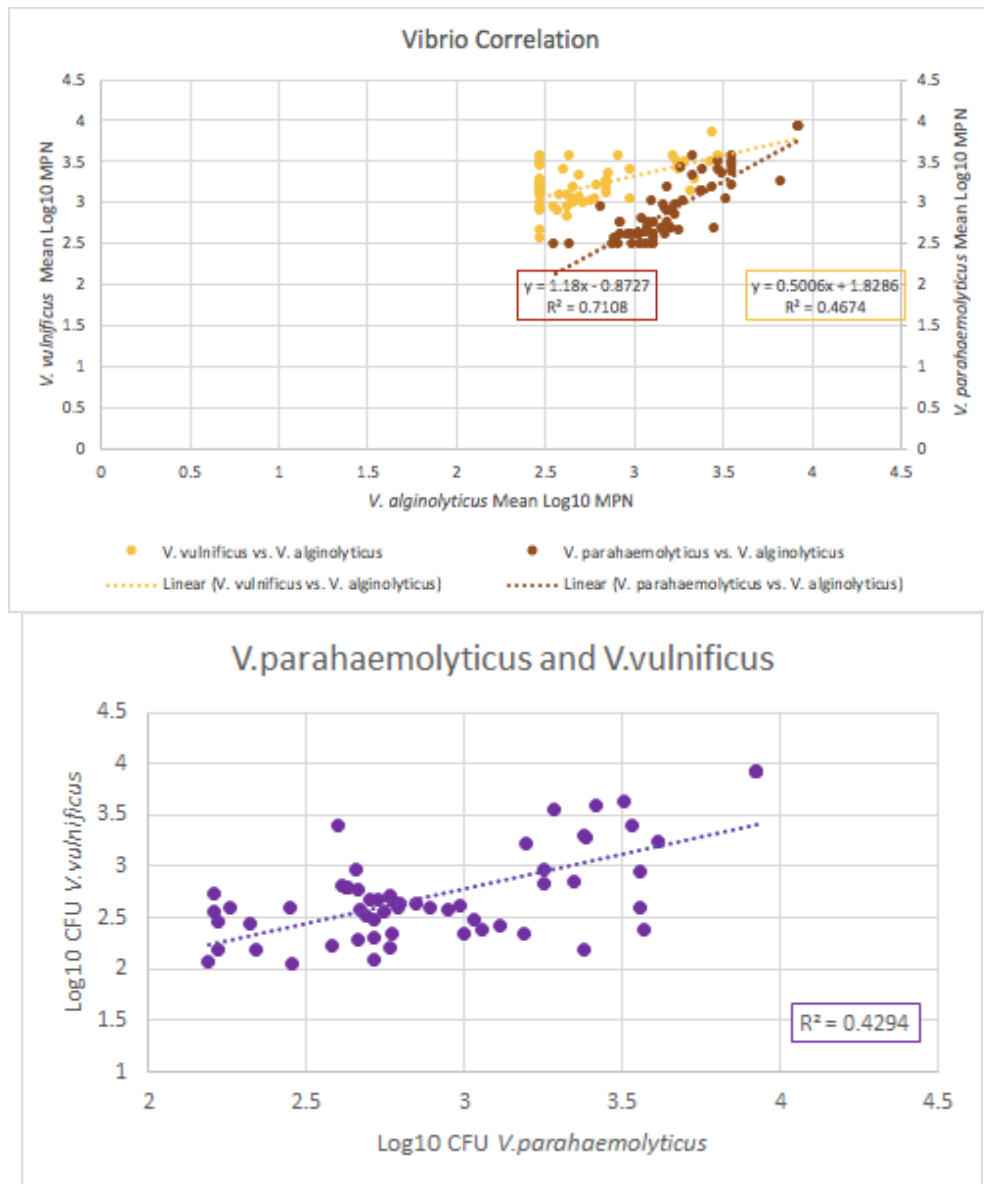 Vibrio Correlation
4.5
4
3.5
3
2.5
2
1.5
1
0.5
0
V. vulnificus Mean Log10 MPN
4.5
4
3.5
3
2.5
2
1.5
1
0.5
0
V. parahaemolyticus Mean Log10 MPN
y = 1.18x - 0.8727
R² = 0.7108
y = 0.5006x + 1.8286
R² = 0.4674
0 0.5 1 1.5 2 2.5 3 3.5 4 4.5
V. alginolyticus Mean Log10 MPN
V. vulnificus vs. V. alginolyticus
V. parahaemolyticus vs. V. alginolyticus
Linear (V. vulnificus vs. V. alginolyticus)
Linear (V. parahaemolyticus vs. V. alginolyticus)
V.parahaemolyticus and V.vulnificus
4.5
4
3.5
3
2.5
2
1.5
1
Log10 CFU V.vulnificus
R² = 0.4294
2 2.5 3 3.5 4 4.5
Log10 CFU V.parahaemolyticus